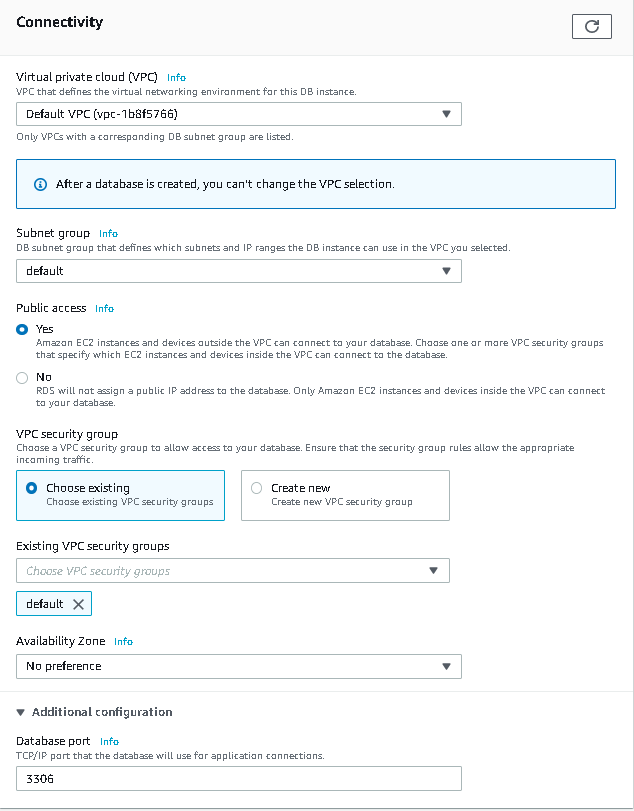 Connectivity
Virtual private cloud (VPC) Info
VPC that defines the virtual networking environment for this DB instance.
Default VPC (vpc-1b8f5766)
Only VPCs with a corresponding DB subnet group are listed.
After a database is created, you can't change the VPC selection.
Subnet group Info
DB subnet group that defines which subnets and IP ranges the DB instance can use in the VPC you selected.
default
Public access Info
Yes
Amazon EC2 instances and devices outside the VPC can connect to your database. Choose one or more VPC security groups
that specify which EC2 instances and devices inside the VPC can connect to the database.
No
RDS will not assign a public IP address to the database. Only Amazon EC2 instances and devices inside the VPC can connect
to your database.
VPC security group
Choose a VPC security group to allow access to your database. Ensure that the security group rules allow the appropriate
incoming traffic.
Choose existing
Choose existing VPC security groups
Create new
Create new VPC security group
Existing VPC security groups
Choose VPC security groups
default
Availability Zone Info
No preference
Additional configuration
Database port Info
TCP/IP port that the database will use for application connections.
3306